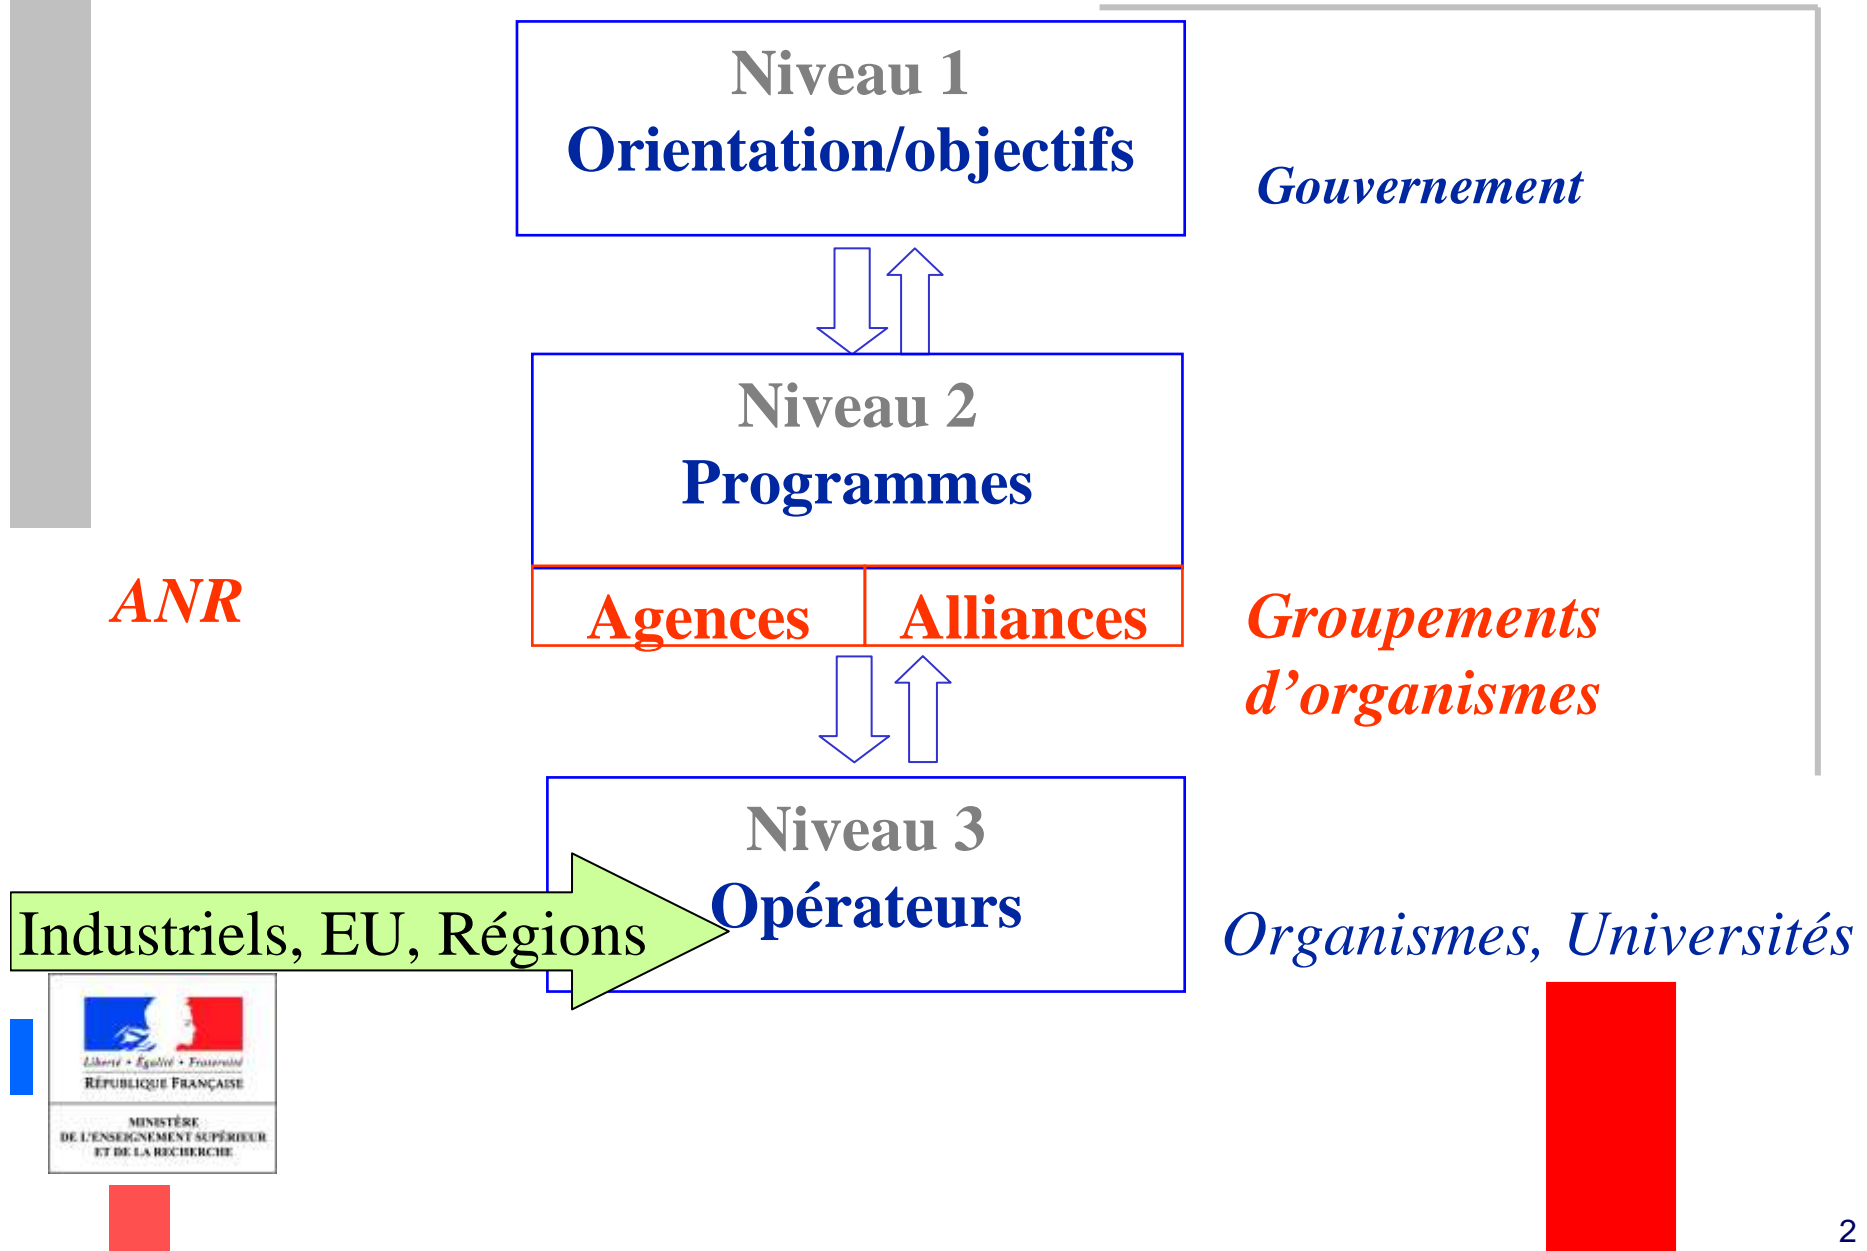 Niveau 1
Orientation/objectifs
Gouvernement
Niveau 2
Programmes
ANR
Agences
Alliances
Groupements
d’organismes
Niveau 3
Opérateurs
Industriels, EU, Régions
Organismes, Universités
Liberté • Égalité • Fraternité
RÉPUBLIQUE FRANÇAISE
MINISTÈRE
DE L'ENSEIGNEMENT SUPÉRIEUR
ET DE LA RECHERCHE
2